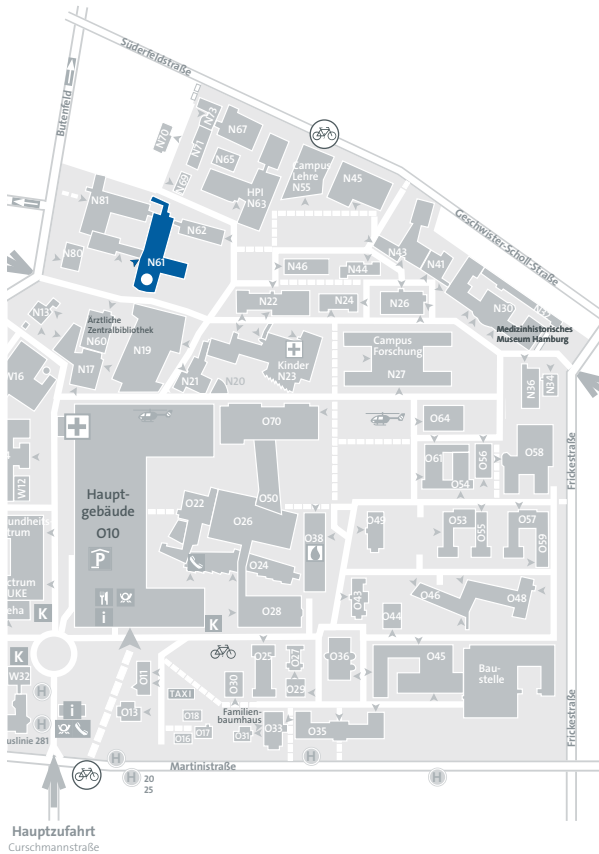 Süderfeldstraße
Butenfeld
N73
N70
N71
N67
N65
N69
HPI
N63
Campus
Lehre
N55
N45
Geschwister-Scholl-Straße
N81
N62
N80
N61
N43
N41
N46
N44
N22
N24
N26
N30
Medizinhistorisches
Museum Hamburg
N13
Ärztliche
Zentralbibliothek
N60
N19
N17
N21
N20
Kinder
N23
Campus
Forschung
N27
N36
N34
W16
W12
O70
O64
O58
O61
O56
O54
Haupt-
gebäude
O10
P
O22
O50
O26
O24
O28
O38
O49
O53
O55
O57
O59
Frickestraße
O43
O44
O46
O48
i
K
K
K
W32
H
H
i
O11
O13
TAXI
O18
O17
O16
O25
O27
O29
O30
O31
Familien-
baumhaus
O33
O35
O36
O45
Bau-
stelle
Frickestraße
uslinie 281
Martinistraße
H
H
H
H
20
25
Hauptzufahrt
Curschmannstraße